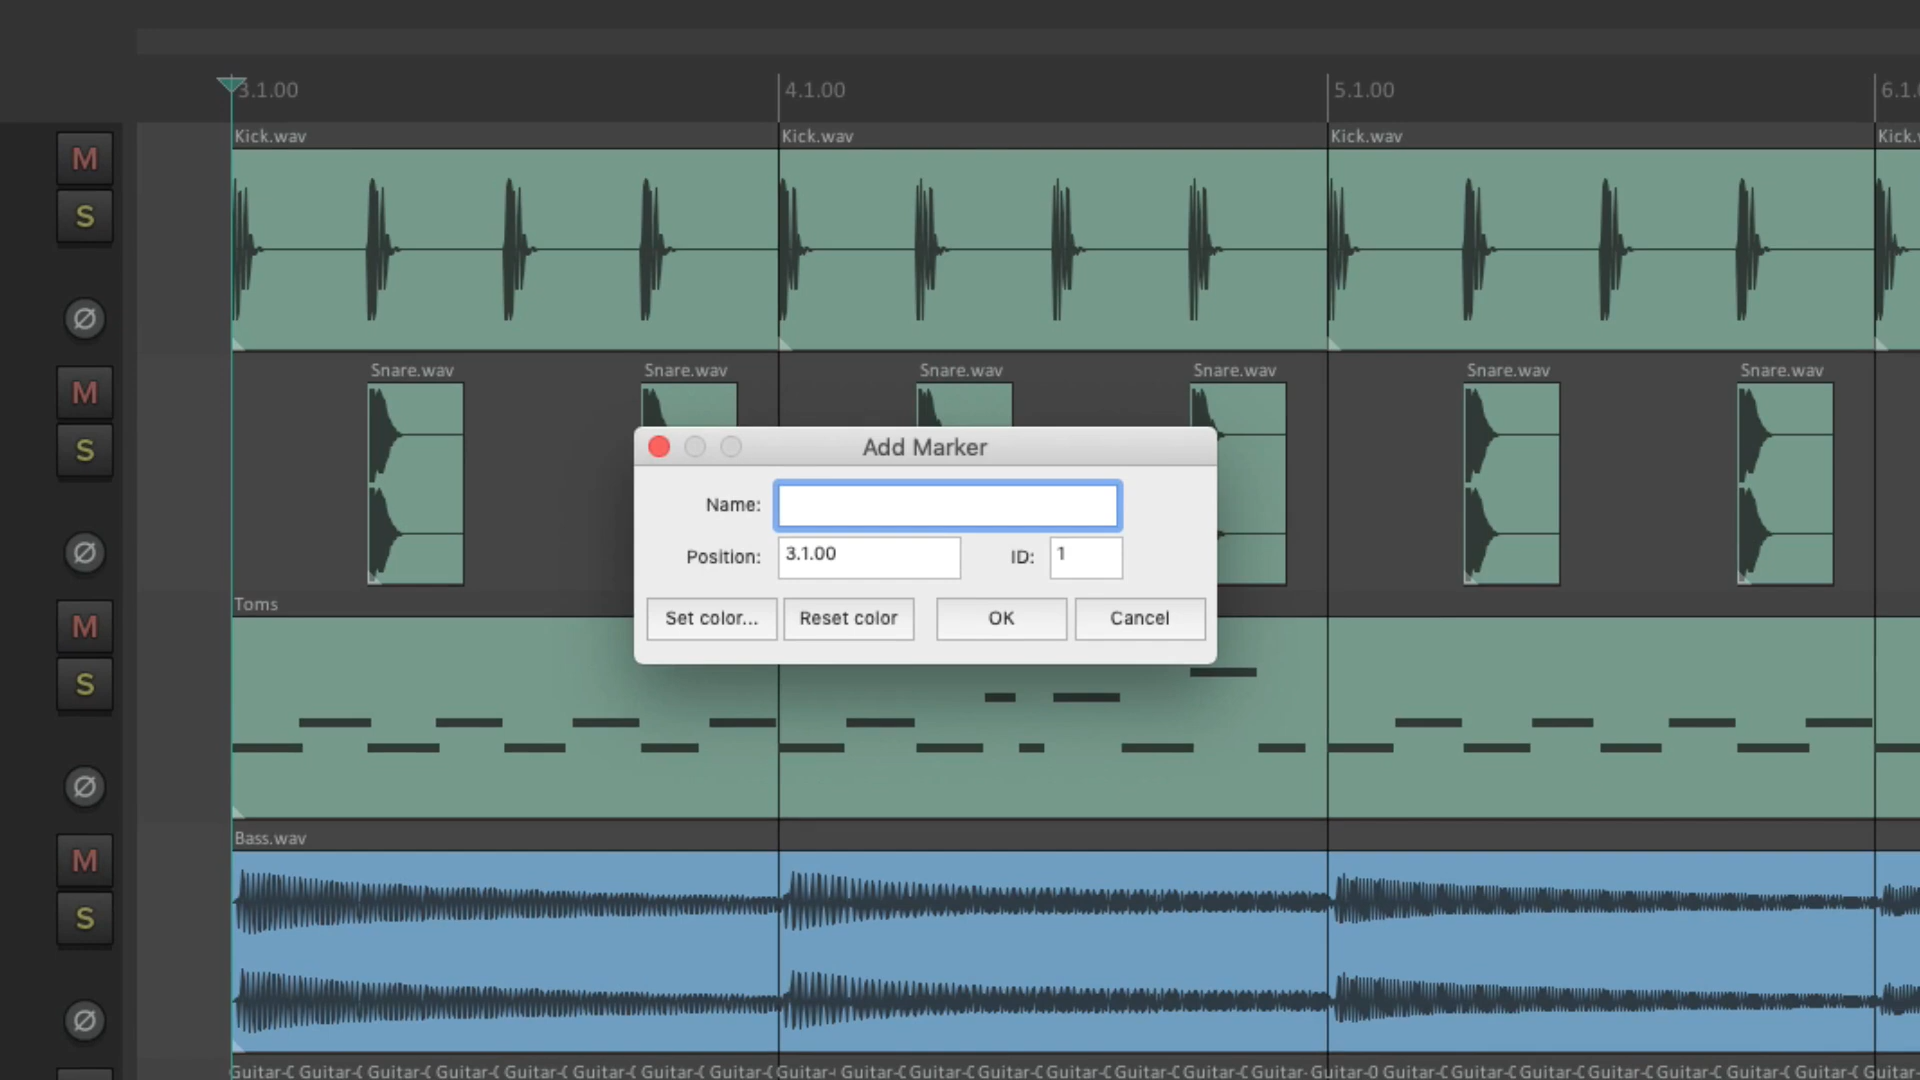 3.1.00 4.1.00 5.1.00
Kick.wav Kick.wav Kick.wav
M
S
Ø
Snare.wav Snare.wav Snare.wav Snare.wav Snare.wav Snare.wav
M
S
Ø
Add Marker
Name:
Position: 3.1.00 ID: 1
Set color... Reset color OK Cancel
Toms
M
S
Ø
Bass.wav
M
S
Ø